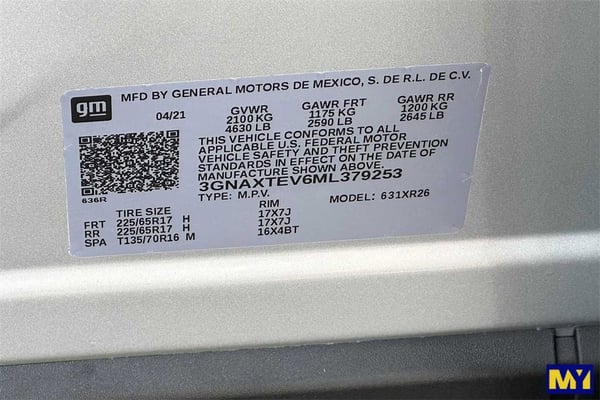 gm
MFD BY GENERAL MOTORS DE MEXICO, S. DE R.L. DE C.V.
04/21 GVWR GAWR FRT GAWR RR
2100 KG 1175 KG 1200 KG
4630 LB 2590 LB 2645 LB
THIS VEHICLE CONFORMS TO ALL
APPLICABLE U.S. FEDERAL MOTOR
VEHICLE SAFETY AND THEFT PREVENTION
STANDARDS IN EFFECT ON THE DATE OF
MANUFACTURE SHOWN ABOVE.
3GNAXTEV6ML379253
636R
TYPE: M.P.V. MODEL: 631XR26
TIRE SIZE RIM
FRT 225/65R17 H 17X7J
RR 225/65R17 H 17X7J
SPA T135/70R16 M 16X4BT
MY